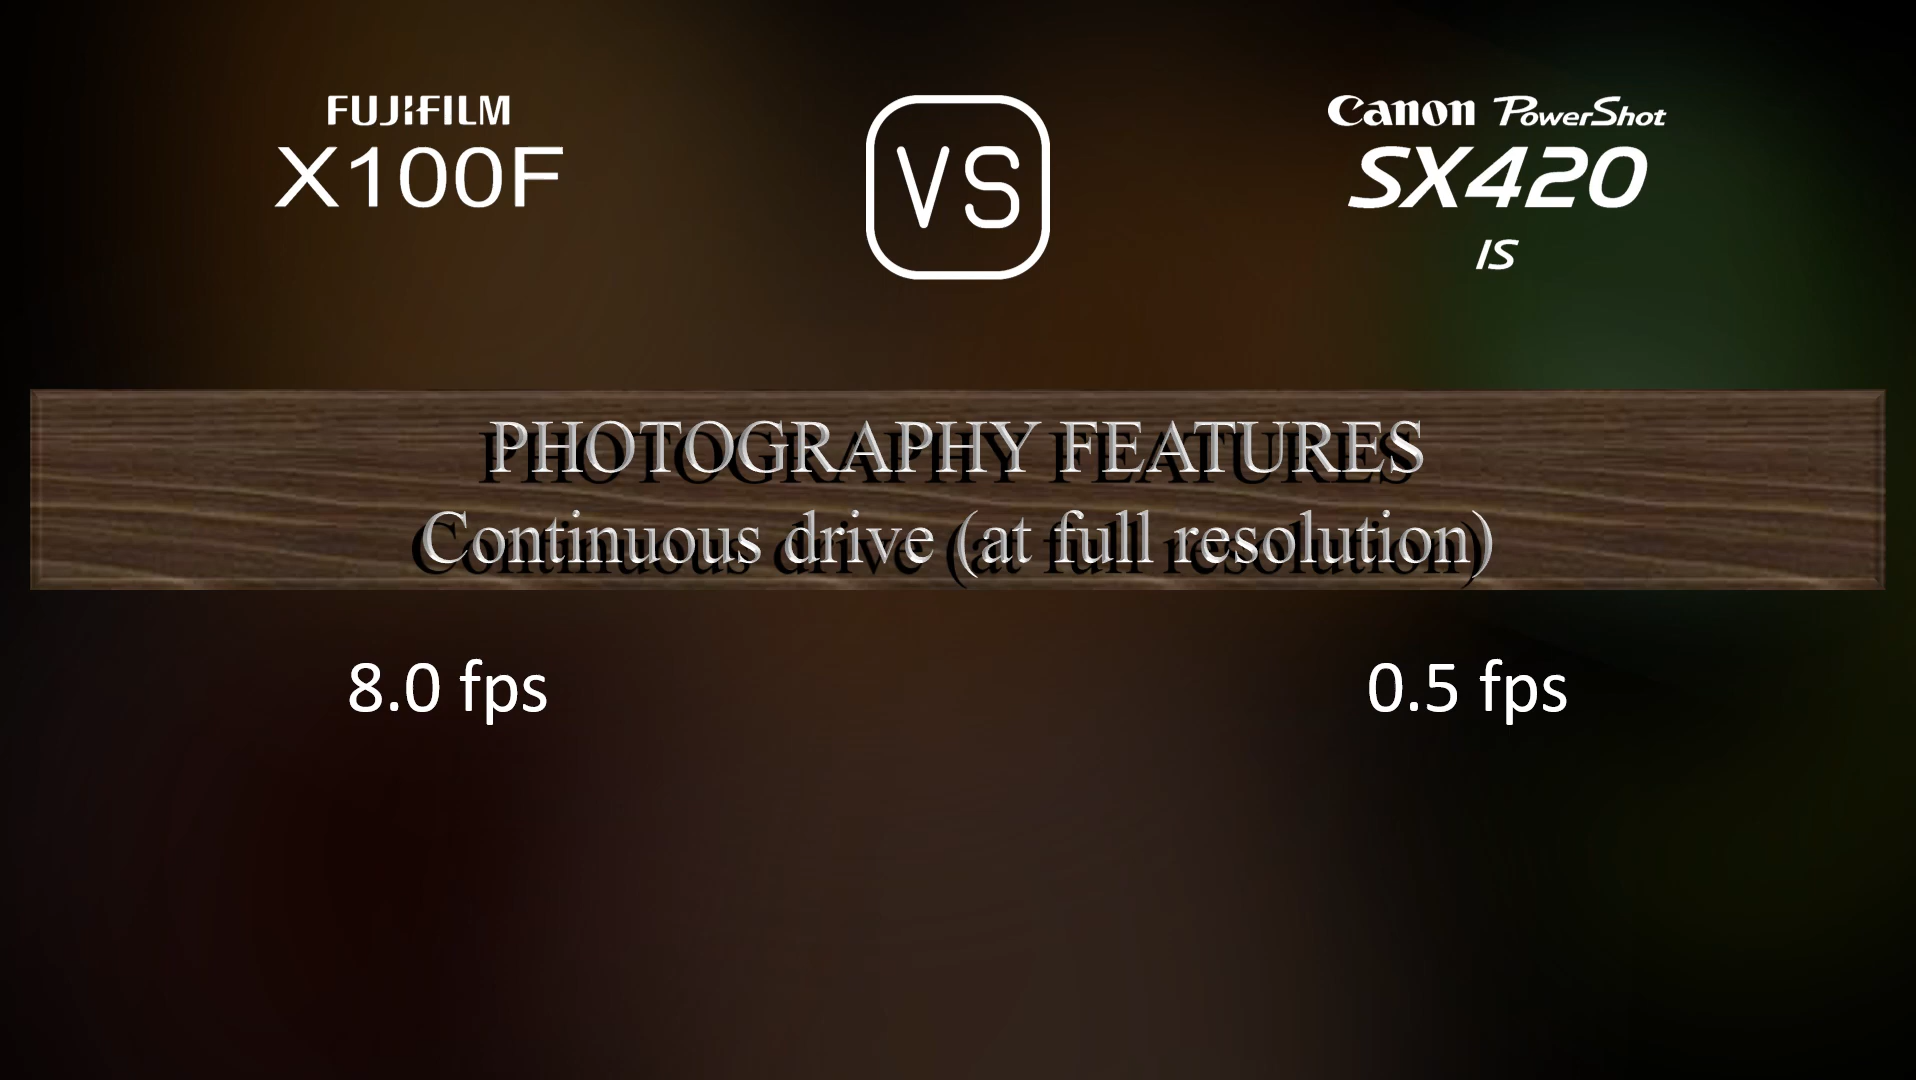 FUJIFILM
X100F
VS
Canon PowerShot
SX420
IS
PHOTOGRAPHY FEATURES
Continuous drive (at full resolution)
8.0 fps
0.5 fps